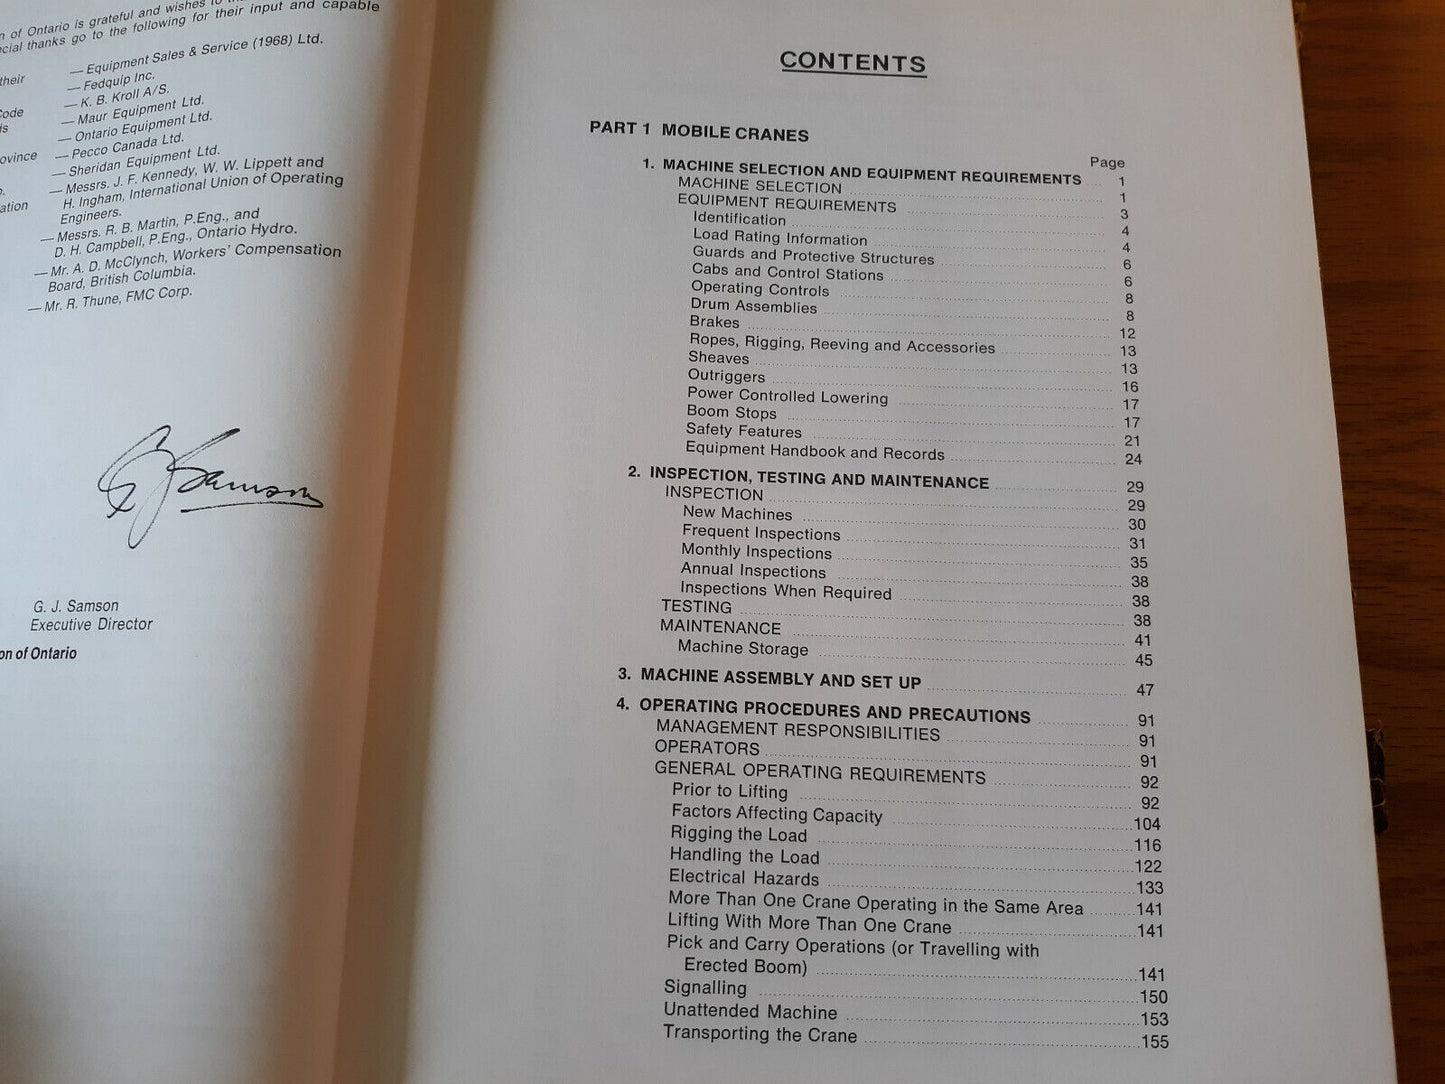 n of Ontario is grateful and wishes to
cial thanks go to the following for their input and capable
their
Code
ds
rovince
o.
ation
— Equipment Sales & Service (1968) Ltd.
— Fedquip Inc.
— K. B. Kroll A/S.
— Maur Equipment Ltd.
— Ontario Equipment Ltd.
— Pecco Canada Ltd.
— Sheridan Equipment Ltd.
— Messrs. J. F. Kennedy, W. W. Lippett and
H. Ingham, International Union of Operating
Engineers.
— Messrs. R. B. Martin, P.Eng., and
D. H. Campbell, P.Eng., Ontario Hydro.
— Mr. A. D. McClynch, Workers' Compensation
Board, British Columbia.
— Mr. R. Thune, FMC Corp.
G. J. Samson
G. J. Samson
Executive Director
on of Ontario
CONTENTS
PART 1 MOBILE CRANES
Page
1. MACHINE SELECTION AND EQUIPMENT REQUIREMENTS 1
MACHINE SELECTION 1
EQUIPMENT REQUIREMENTS 3
Identification 4
Load Rating Information 4
Guards and Protective Structures 6
Cabs and Control Stations 6
Operating Controls 8
Drum Assemblies 8
Brakes 12
Ropes, Rigging, Reeving and Accessories 13
Sheaves 13
Outriggers 16
Power Controlled Lowering 17
Boom Stops 17
Safety Features 21
Equipment Handbook and Records 24
2. INSPECTION, TESTING AND MAINTENANCE 29
INSPECTION 29
New Machines 30
Frequent Inspections 31
Monthly Inspections 35
Annual Inspections 38
Inspections When Required 38
TESTING 38
MAINTENANCE 41
Machine Storage 45
3. MACHINE ASSEMBLY AND SET UP 47
4. OPERATING PROCEDURES AND PRECAUTIONS 91
MANAGEMENT RESPONSIBILITIES 91
OPERATORS 91
GENERAL OPERATING REQUIREMENTS 92
Prior to Lifting 92
Factors Affecting Capacity 104
Rigging the Load 116
Handling the Load 122
Electrical Hazards 133
More Than One Crane Operating in the Same Area 141
Lifting With More Than One Crane 141
Pick and Carry Operations (or Travelling with
Erected Boom) 141
Signalling 150
Unattended Machine 153
Transporting the Crane 155